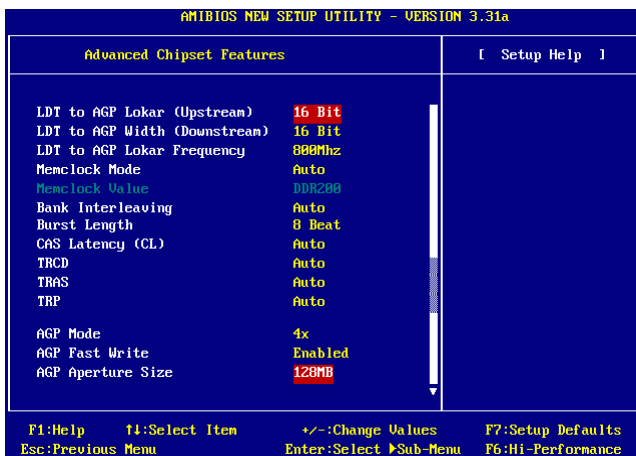 AMIBIOS NEW SETUP UTILITY - VERSION 3.31a
Advanced Chipset Features [ Setup Help ]
LDT to AGP Lokar (Upstream) 16 Bit
LDT to AGP Width (Downstream) 16 Bit
LDT to AGP Lokar Frequency 800Mhz
Memclock Mode Auto
Memclock Value DDR200
Bank Interleaving Auto
Burst Length 8 Beat
CAS Latency (CL) Auto
TRCD Auto
TRAS Auto
TRP Auto
AGP Mode 4x
AGP Fast Write Enabled
AGP Aperture Size 128MB
F1:Help ↑↓:Select Item +/-:Change Values F7:Setup Defaults
Esc:Previous Menu Enter:Select ▶Sub-Menu F6:Hi-Performance